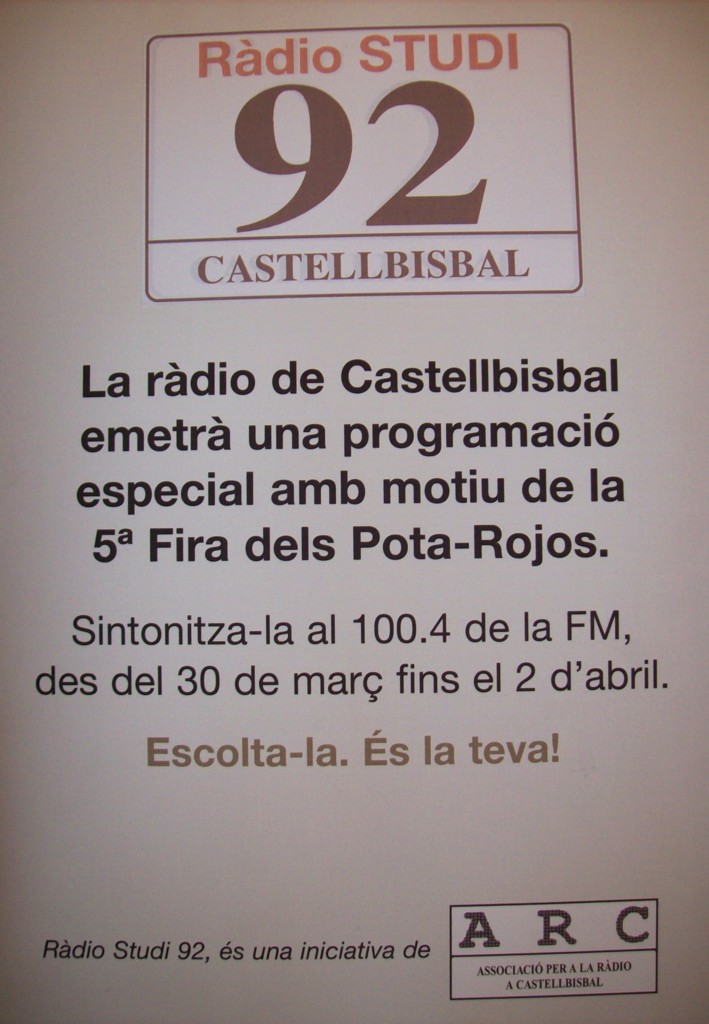 Ràdio STUDI
92
CASTELLBISBAL
La ràdio de Castellbisbal
emetrà una programació
especial amb motiu de la
5ª Fira dels Pota-Rojos.
Sintonitza-la al 100.4 de la FM,
des del 30 de març fins el 2 d'abril.
Escolta-la. És la teva!
Ràdio Studi 92, és una iniciativa de
A R C
ASSOCIACIÓ PER A LA RÀDIO
A CASTELLBISBAL